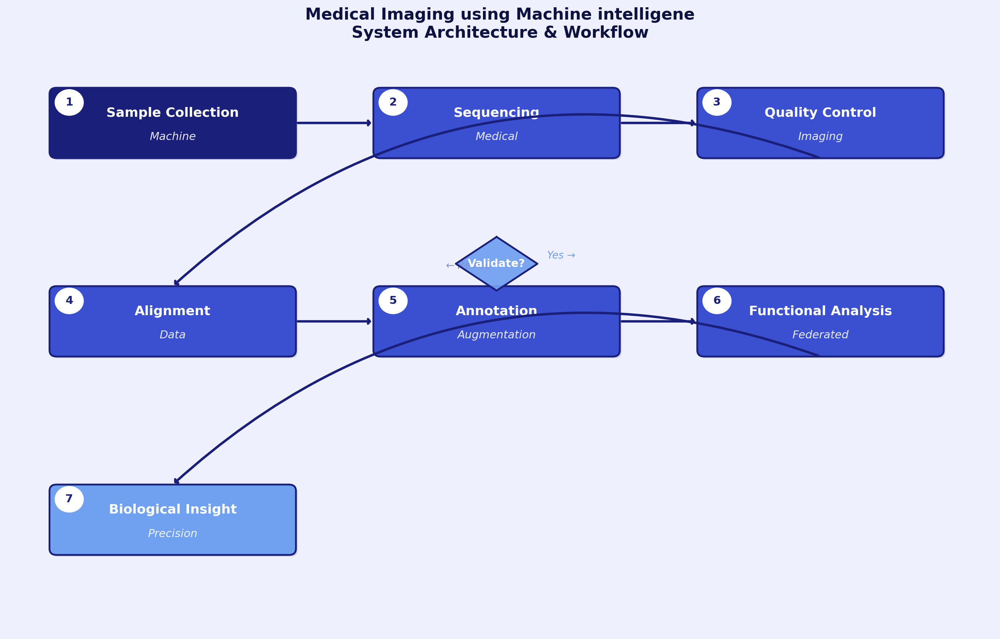 Medical Imaging using Machine intelligene
System Architecture & Workflow
1
Sample Collection
Machine
2
Sequencing
Medical
3
Quality Control
Imaging
Validate?
Yes →
← Revise
4
Alignment
Data
5
Annotation
Augmentation
6
Functional Analysis
Federated
7
Biological Insight
Precision